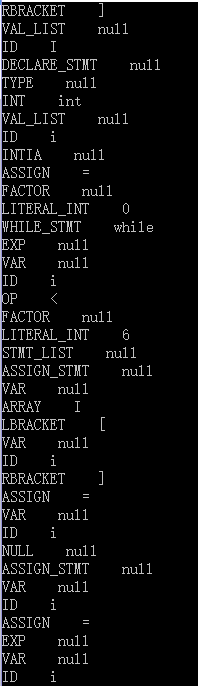 RBRACKET    ]
VAL_LIST    null
ID    I
DECLARE_STMT    null
TYPE    null
INT    int
VAL_LIST    null
ID    i
INTIA    null
ASSIGN    =
FACTOR    null
LITERAL_INT    0
WHILE_STMT    while
EXP    null
VAR    null
ID    i
OP    <
FACTOR    null
LITERAL_INT    6
STMT_LIST    null
ASSIGN_STMT    null
VAR    null
ARRAY    I
LBRACKET    [
VAR    null
ID    i
RBRACKET    ]
ASSIGN    =
VAR    null
ID    i
NULL    null
ASSIGN_STMT    null
VAR    null
ID    i
ASSIGN    =
EXP    null
VAR    null
ID    i